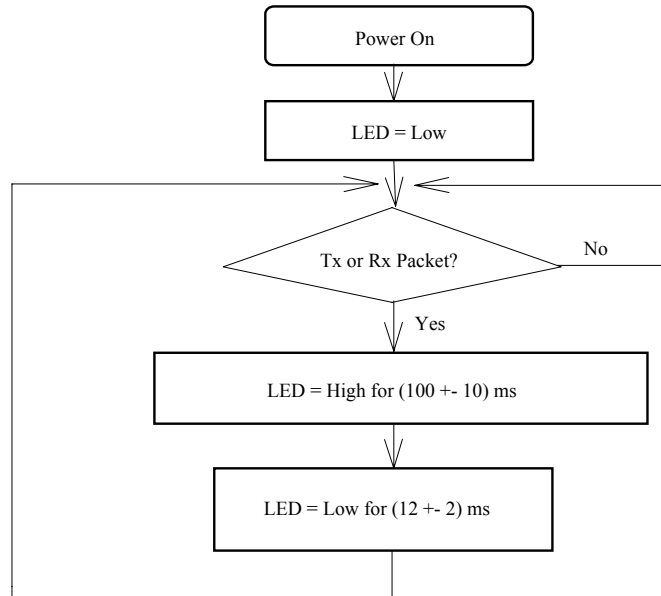 Power On
LED = Low
Tx or Rx Packet?
No
Yes
LED = High for (100 +- 10) ms
LED = Low for (12 +- 2) ms